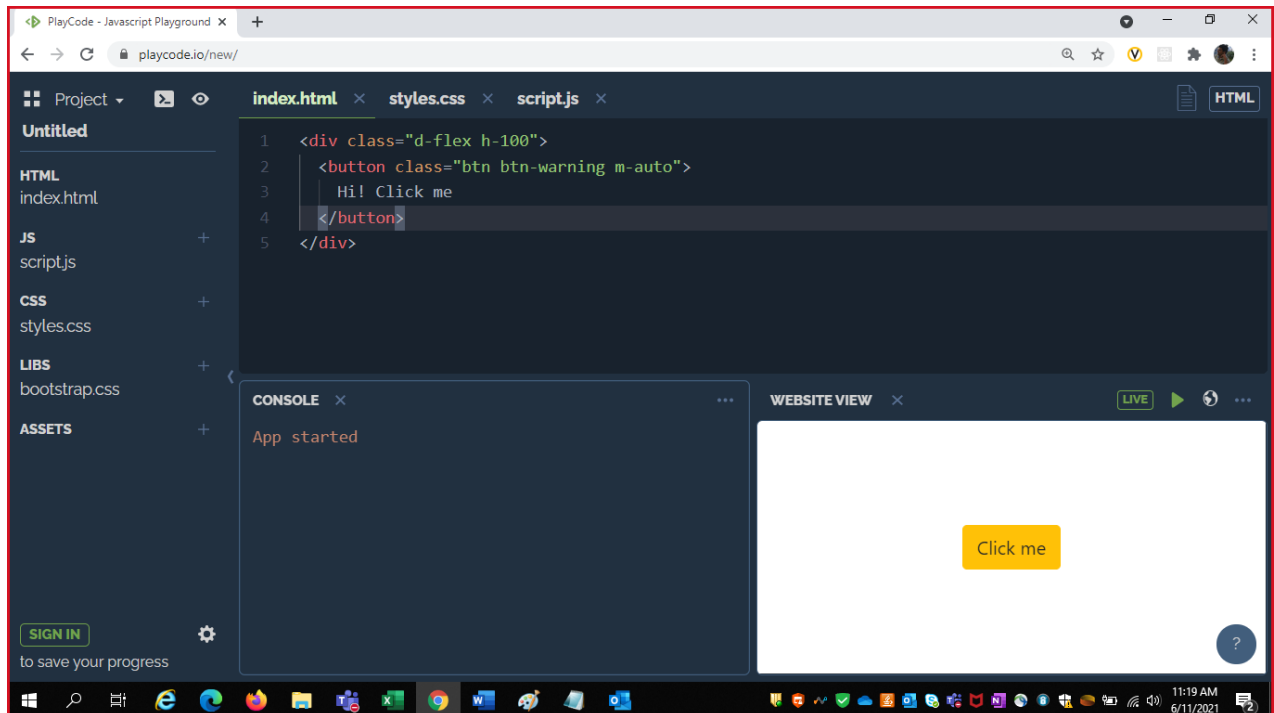 PlayCode - Javascript Playground
playcode.io/new/
Project
Untitled
HTML
index.html
JS
script.js
CSS
styles.css
LIBS
bootstrap.css
ASSETS
SIGN IN
to save your progress
index.html styles.css script.js HTML
1 <div class="d-flex h-100">
2 <button class="btn btn-warning m-auto">
3 Hi! Click me
4 </button>
5 </div>
CONSOLE
App started
WEBSITE VIEW LIVE
Click me
?
11:19 AM
6/11/2021